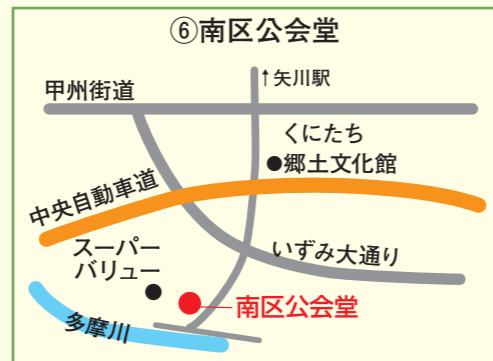 ⑥南区公会堂
↑矢川駅
甲州街道
くにたち
郷土文化館
中央自動車道
スーパー
バリュー
いずみ大通り
南区公会堂
多摩川